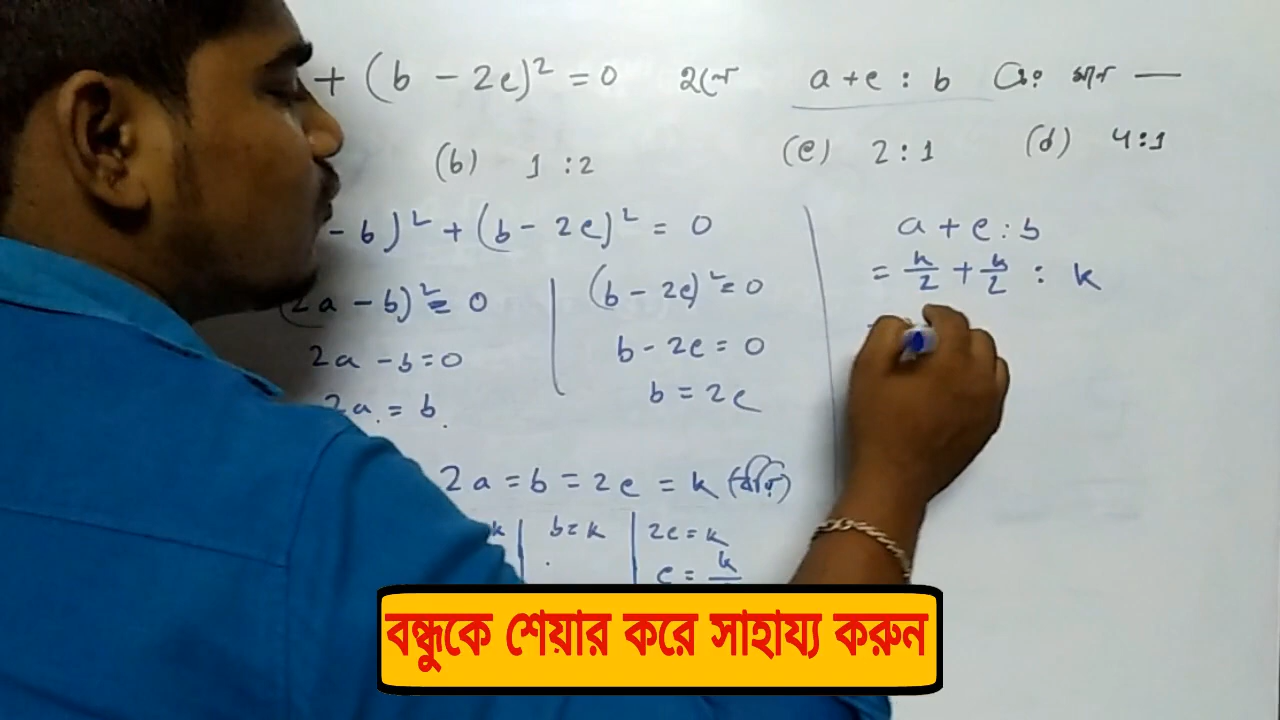 + (b - 2c)² = 0 হলে a + c : b এর মান —
(b) 1 : 2 (c) 2 : 1 (d) 4 : 1
- b)² + (b - 2c)² = 0
(2a - b)² = 0
2a - b = 0
2a = b
(b - 2c)² = 0
b - 2c = 0
b = 2c
2a = b = 2c = k (ধরি)
k
b = k
2c = k
c = k
a + c : b
= k/2 + k/2 : k
বন্ধুকে শেয়ার করে সাহায্য করুন